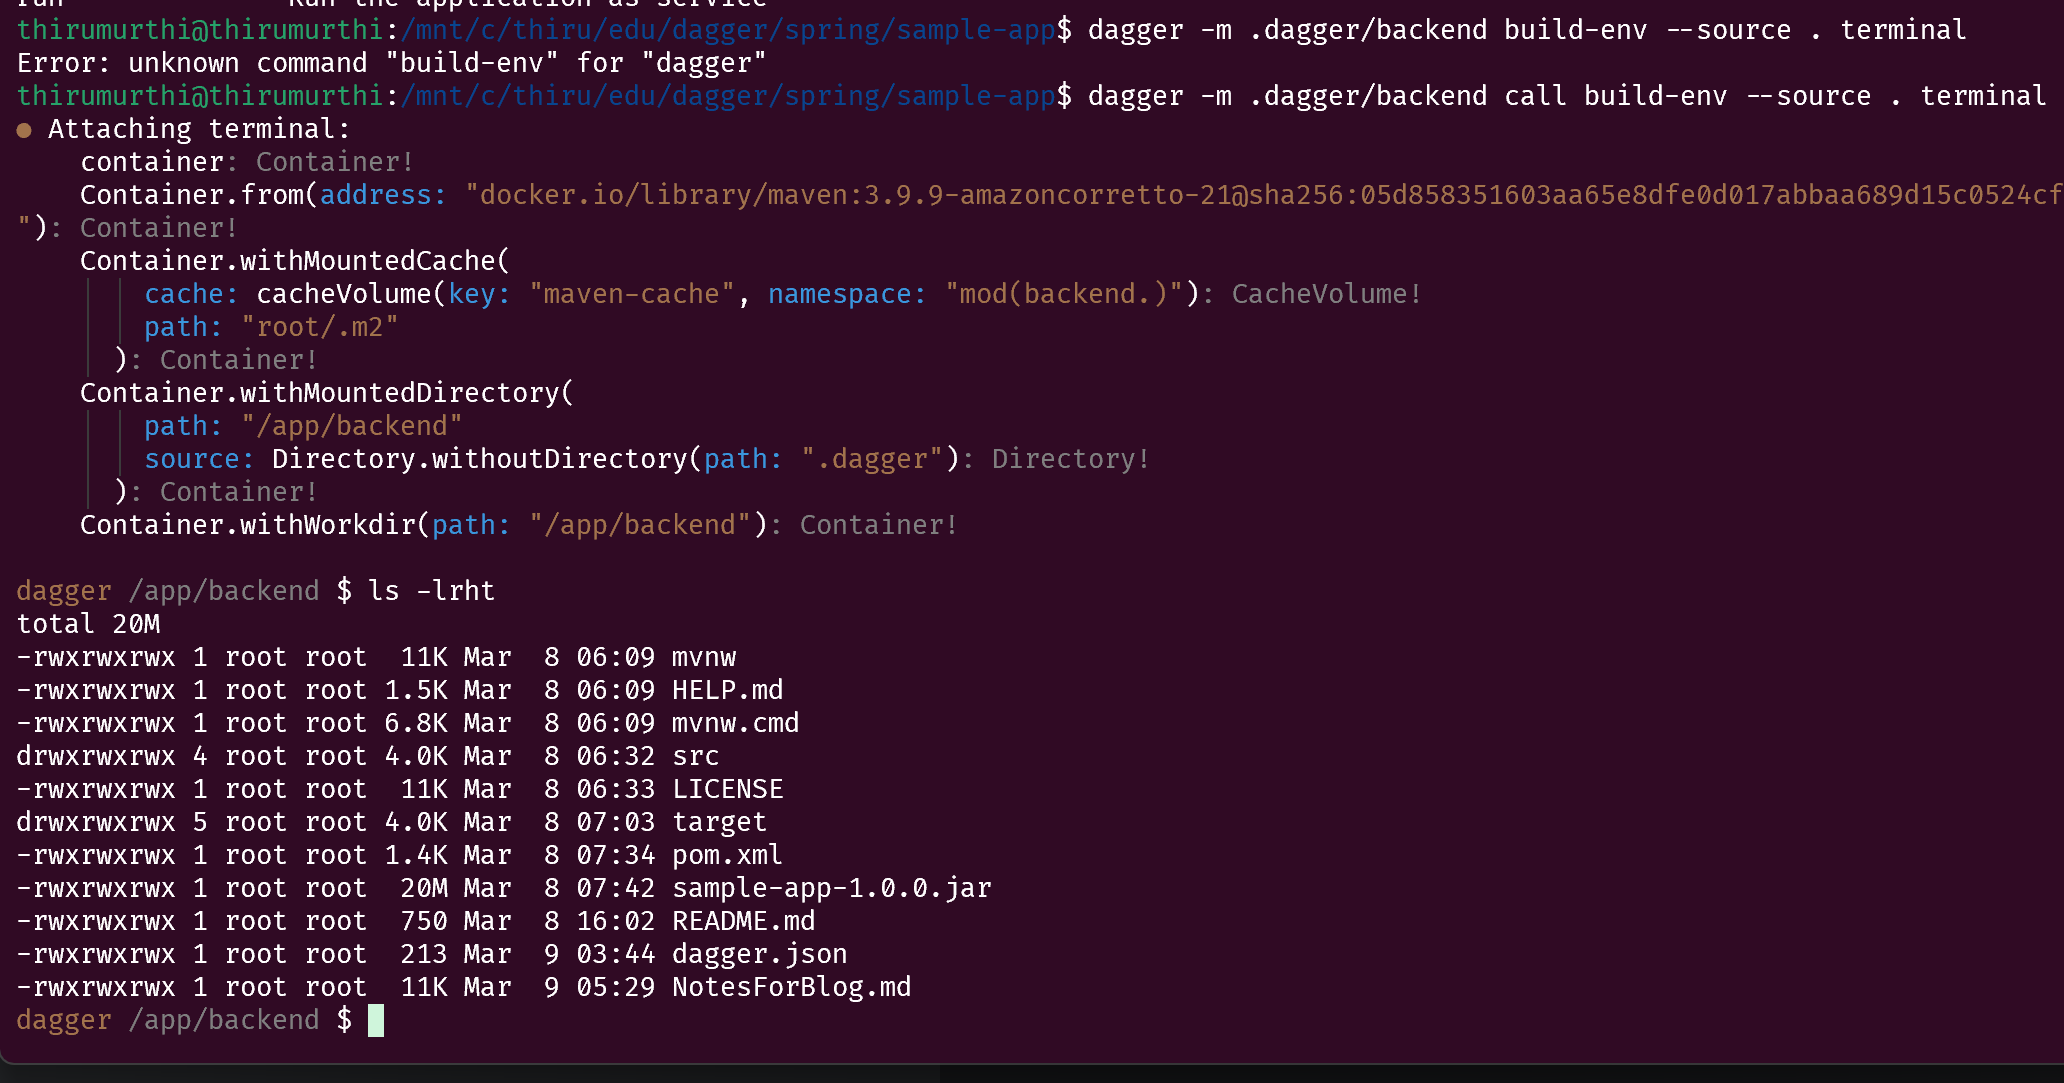 run              Run the application as service
thirumurthi@thirumurthi:/mnt/c/thiru/edu/dagger/spring/sample-app$ dagger -m .dagger/backend build-env --source . terminal
Error: unknown command "build-env" for "dagger"
thirumurthi@thirumurthi:/mnt/c/thiru/edu/dagger/spring/sample-app$ dagger -m .dagger/backend call build-env --source . terminal
● Attaching terminal:
    container: Container!
    Container.from(address: "docker.io/library/maven:3.9.9-amazoncorretto-21@sha256:05d858351603aa65e8dfe0d017abbaa689d15c0524cf
"): Container!
    Container.withMountedCache(
        cache: cacheVolume(key: "maven-cache", namespace: "mod(backend.)"): CacheVolume!
        path: "root/.m2"
      ): Container!
    Container.withMountedDirectory(
        path: "/app/backend"
        source: Directory.withoutDirectory(path: ".dagger"): Directory!
      ): Container!
    Container.withWorkdir(path: "/app/backend"): Container!
dagger /app/backend $ ls -lrht
total 20M
-rwxrwxrwx 1 root root  11K Mar  8 06:09 mvnw
-rwxrwxrwx 1 root root 1.5K Mar  8 06:09 HELP.md
-rwxrwxrwx 1 root root 6.8K Mar  8 06:09 mvnw.cmd
drwxrwxrwx 4 root root 4.0K Mar  8 06:32 src
-rwxrwxrwx 1 root root  11K Mar  8 06:33 LICENSE
drwxrwxrwx 5 root root 4.0K Mar  8 07:03 target
-rwxrwxrwx 1 root root 1.4K Mar  8 07:34 pom.xml
-rwxrwxrwx 1 root root  20M Mar  8 07:42 sample-app-1.0.0.jar
-rwxrwxrwx 1 root root  750 Mar  8 16:02 README.md
-rwxrwxrwx 1 root root  213 Mar  9 03:44 dagger.json
-rwxrwxrwx 1 root root  11K Mar  9 05:29 NotesForBlog.md
dagger /app/backend $